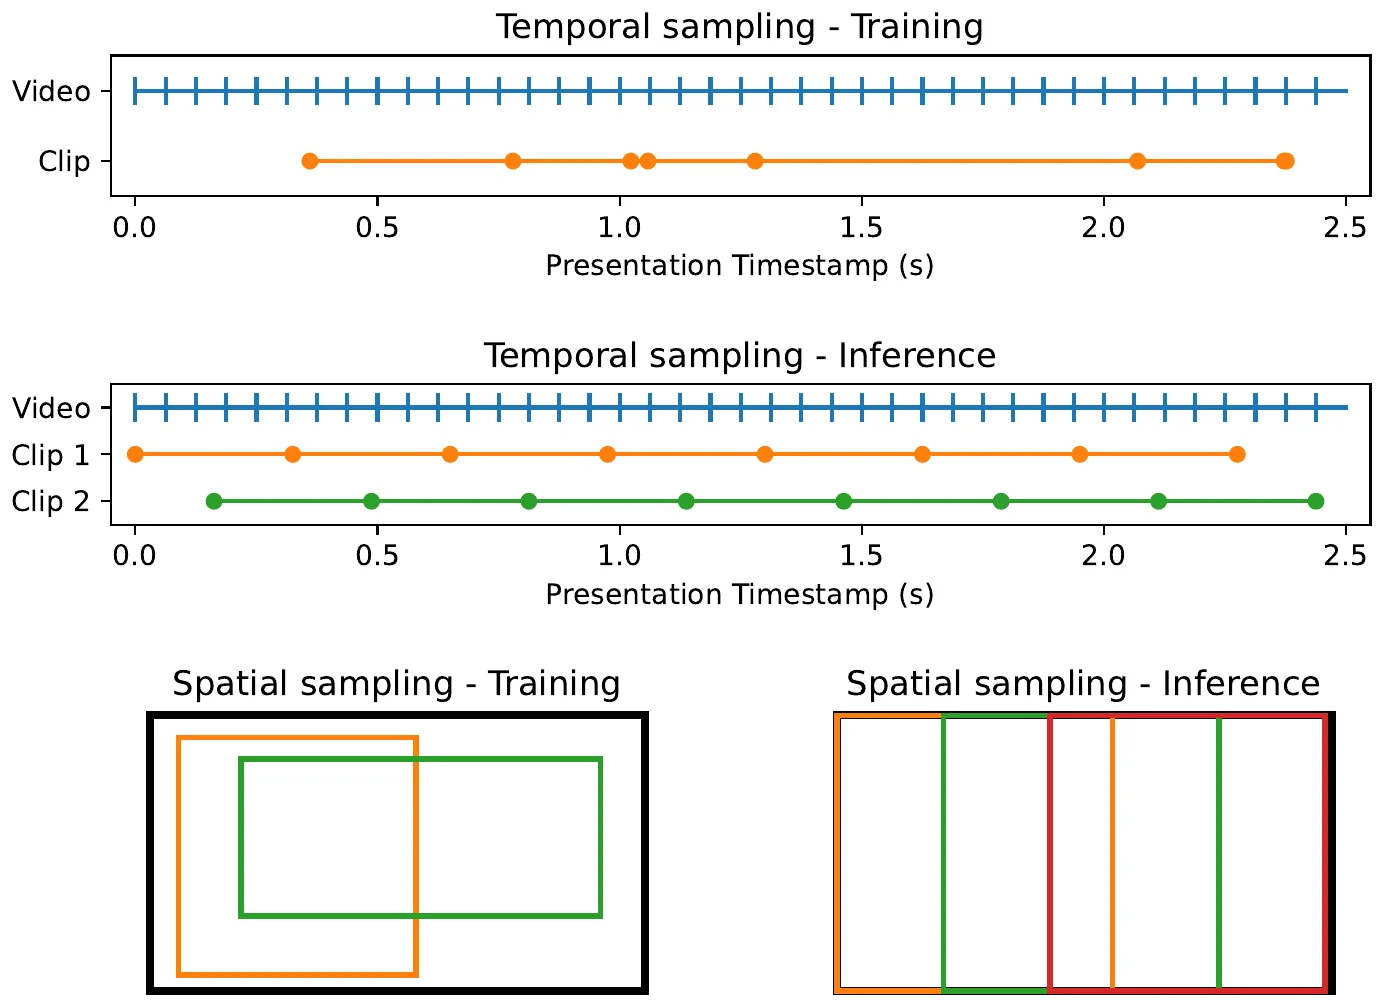 Temporal sampling - Training
Video
Clip
0.0 0.5 1.0 1.5 2.0 2.5
Presentation Timestamp (s)
Temporal sampling - Inference
Video
Clip 1
Clip 2
0.0 0.5 1.0 1.5 2.0 2.5
Presentation Timestamp (s)
Spatial sampling - Training
Spatial sampling - Inference